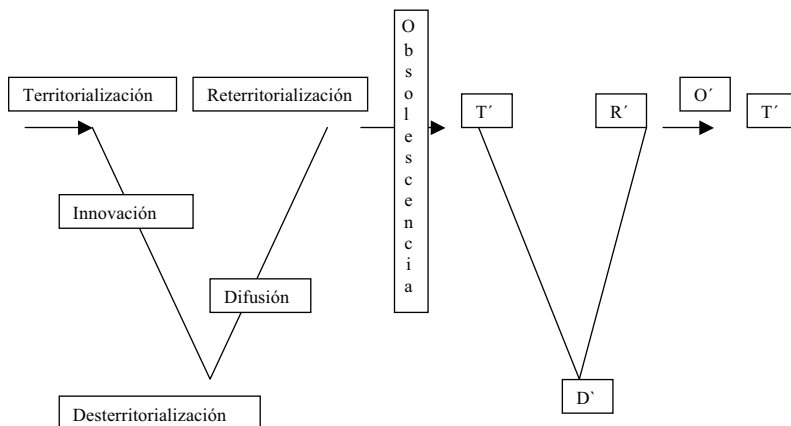 Obsolescencia
Territorialización
Reterritorialización
T´
R´
O´
T´
Innovación
Difusión
D`
Desterritorialización